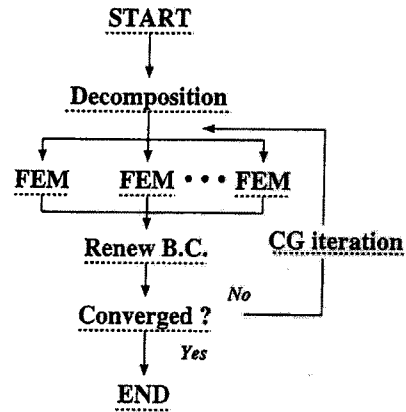 START
Decomposition
FEM FEM • • • FEM
Renew B.C.
CG iteration
No
Converged ?
Yes
END